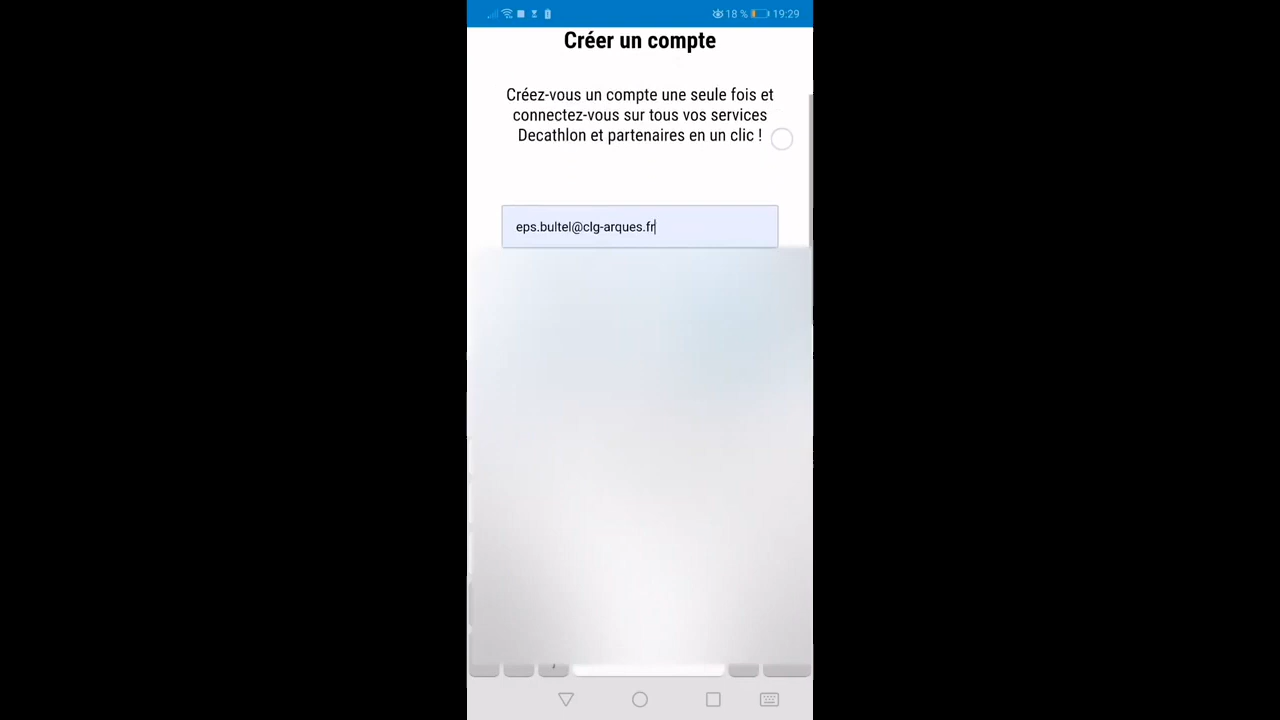 18 % 19:29
Créer un compte
Créez-vous un compte une seule fois et
connectez-vous sur tous vos services
Decathlon et partenaires en un clic !
eps.bultel@clg-arques.fr